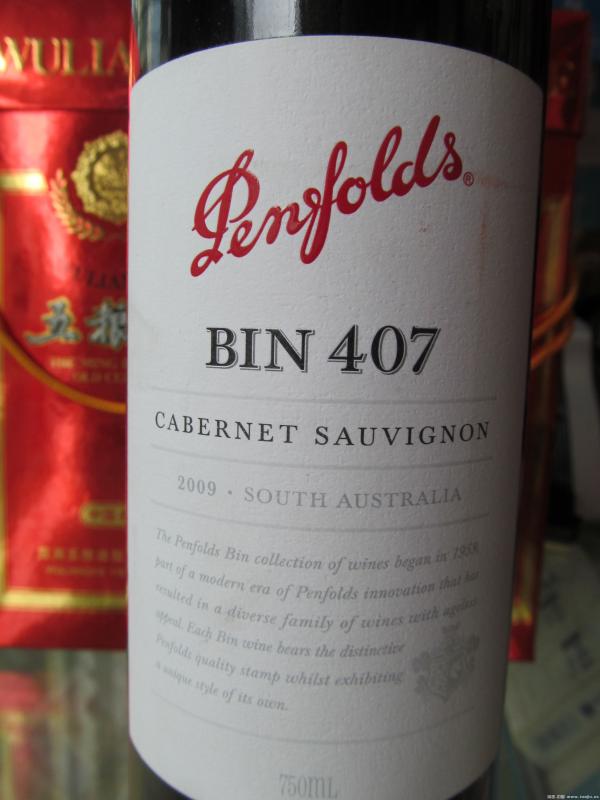 WULIA
五粮
Penfolds®
BIN 407
CABERNET SAUVIGNON
2009 · SOUTH AUSTRALIA
The Penfolds Bin collection of wines began in 1959,
part of a modern era of Penfolds innovation that has
resulted in a diverse family of wines with ageless
appeal. Each Bin wine bears the distinctive
Penfolds quality stamp whilst exhibiting
a unique style of its own.
750ML